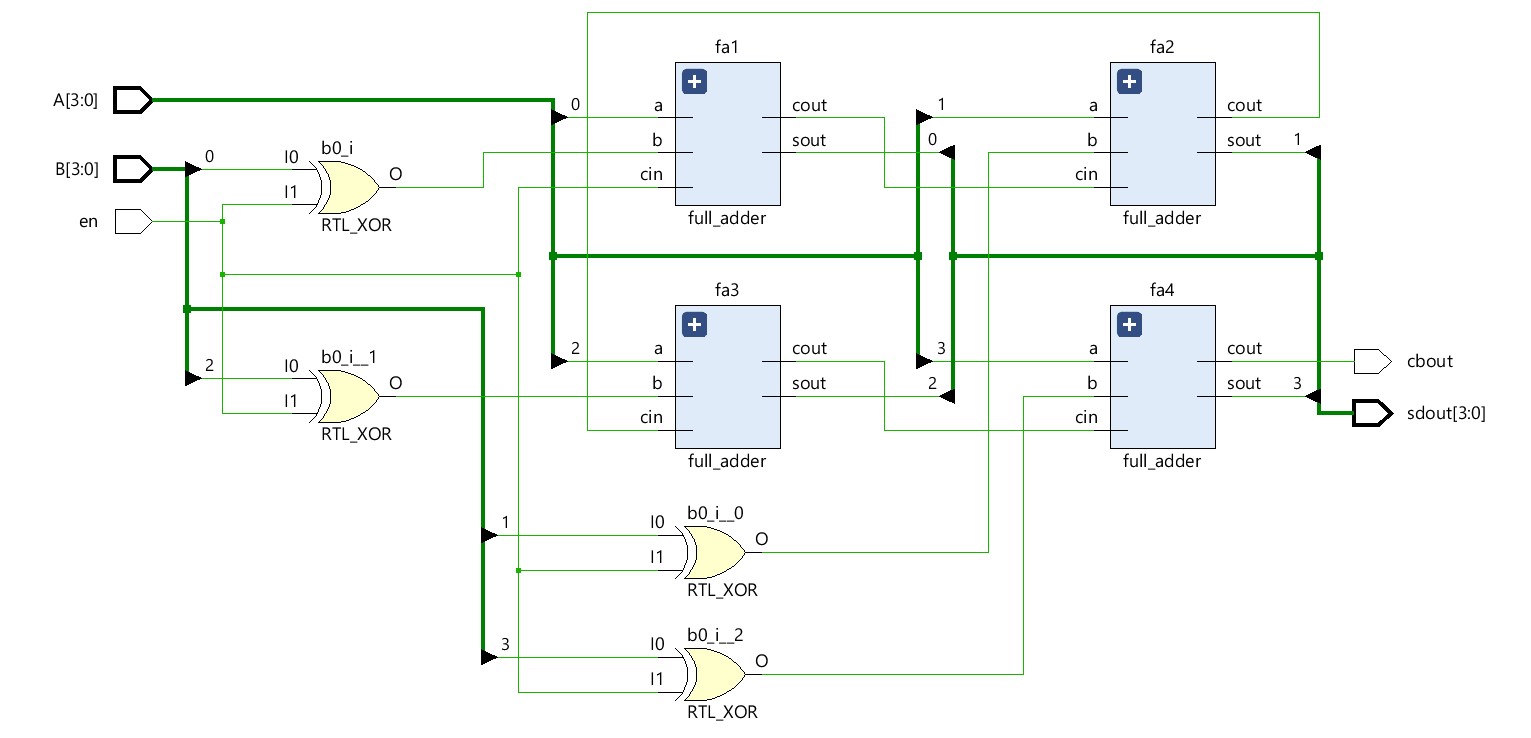 fa1
fa2
A[3:0]
0
a
cout
1
a
cout
B[3:0]
0
I0
b0_i
b
sout
0
b
sout
1
I1
O
cin
cin
en
RTL_XOR
full_adder
full_adder
fa3
fa4
2
I0
b0_i__1
2
a
cout
3
a
cout
cbout
I1
O
b
sout
2
b
sout
3
sdout[3:0]
RTL_XOR
cin
cin
full_adder
full_adder
1
I0
b0_i__0
I1
O
RTL_XOR
3
I0
b0_i__2
I1
O
RTL_XOR